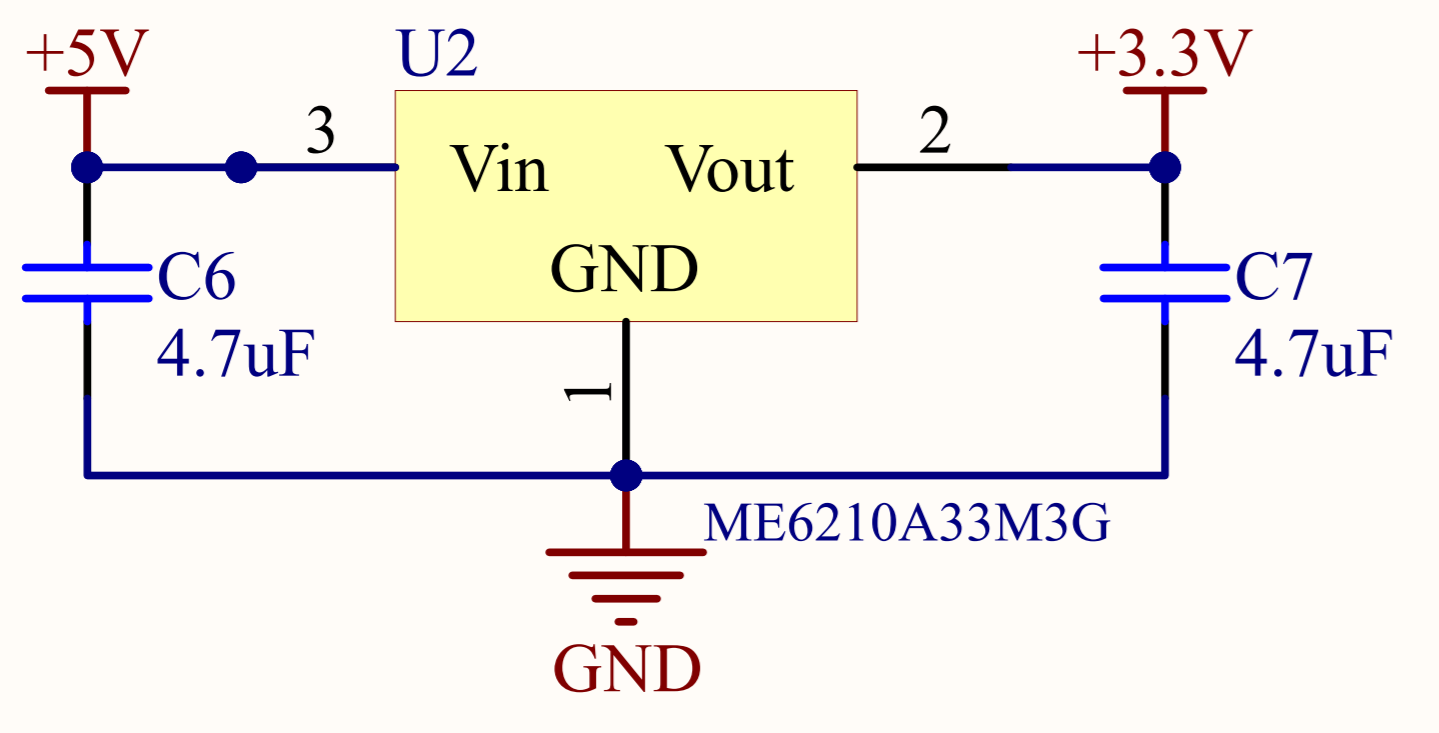 +5V
U2
+3.3V
3
2
Vin
Vout
GND
C6
4.7uF
C7
4.7uF
1
ME6210A33M3G
GND